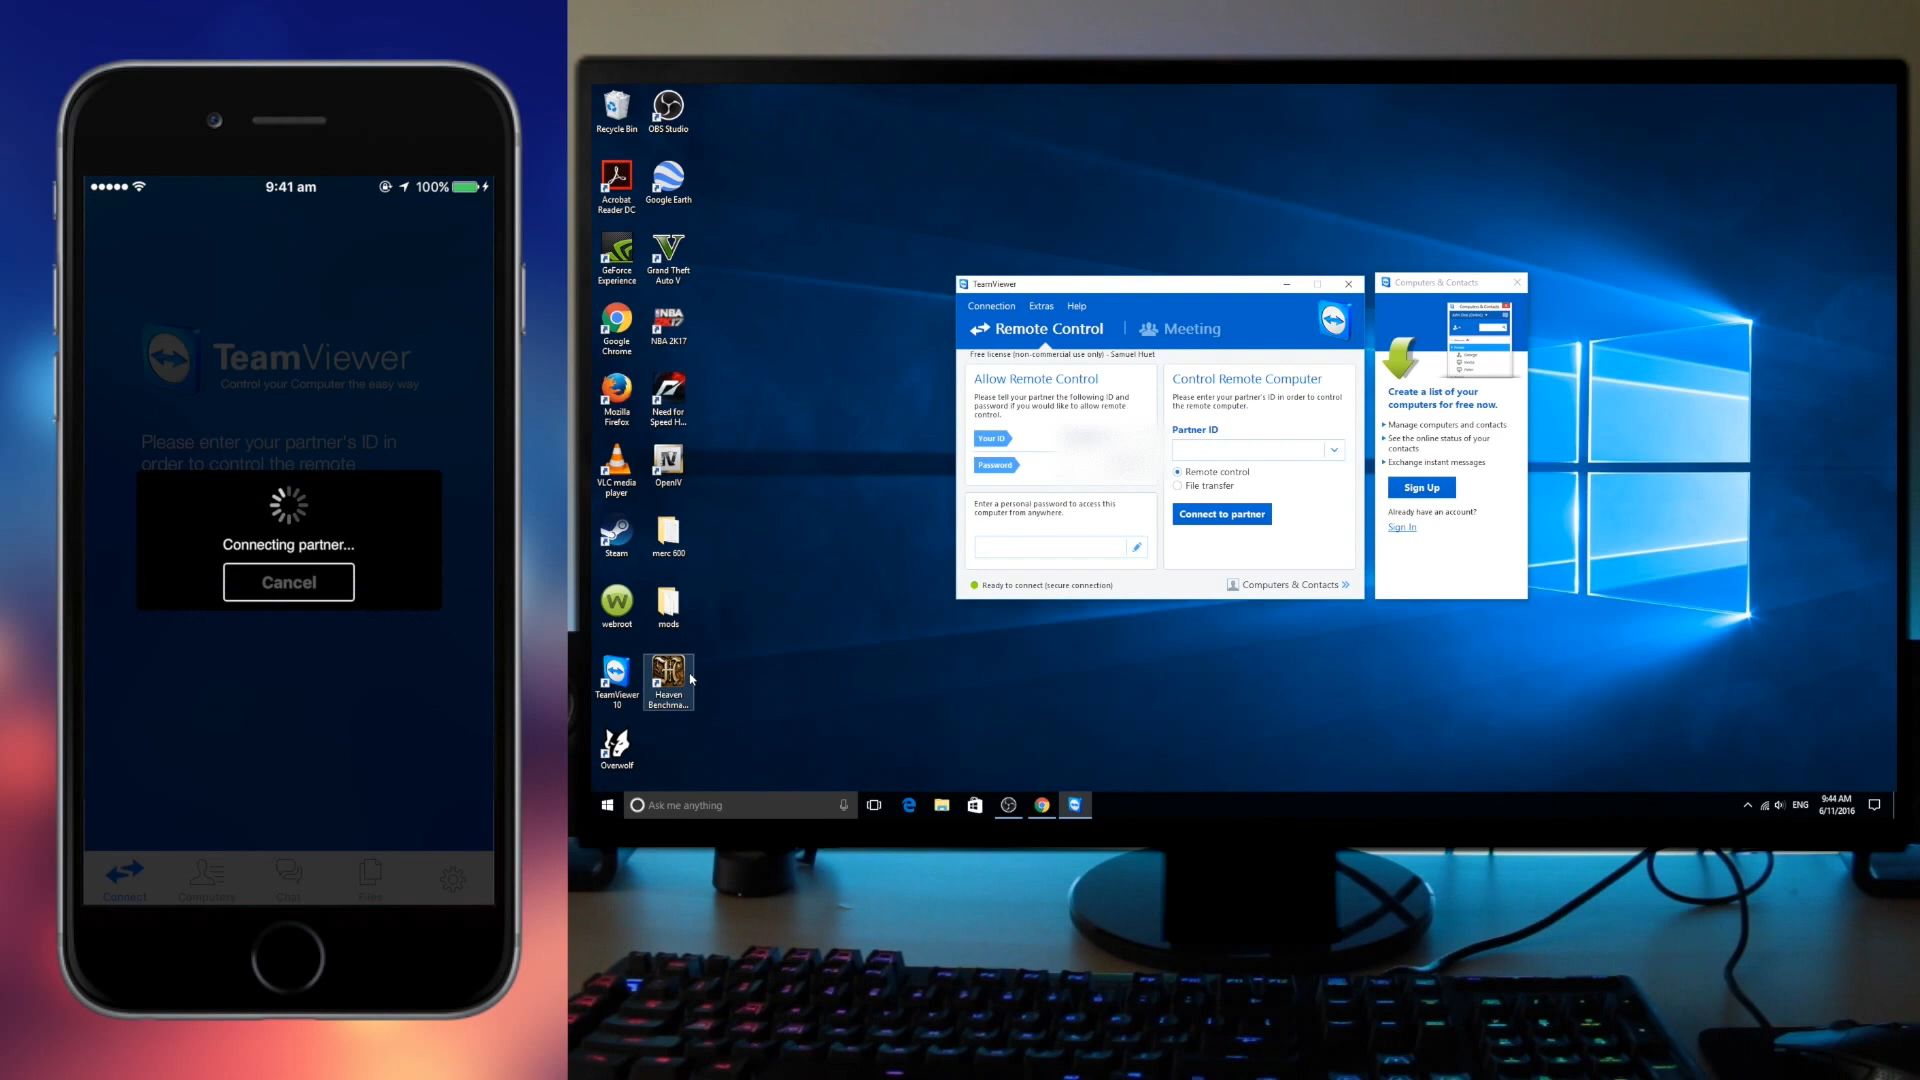 9:41 am
100%
TeamViewer
Control your Computer the easy way
Please enter your partner's ID in
order to control the remote
Connecting partner...
Cancel
Connect
Computers
Chat
Files
Recycle Bin
OBS Studio
Acrobat
Reader DC
Google Earth
GeForce
Experience
Grand Theft
Auto V
Google
Chrome
NBA 2K17
Mozilla
Firefox
Need for
Speed H...
VLC media
player
OpenIV
Steam
merc 600
webroot
mods
TeamViewer
10
Heaven
Benchma...
Overwolf
TeamViewer
Connection Extras Help
Remote Control
Meeting
Free license (non-commercial use only) - Samuel Huet
Allow Remote Control
Please tell your partner the following ID and
password if you would like to allow remote
control.
Your ID
Password
Enter a personal password to access this
computer from anywhere.
Ready to connect (secure connection)
Control Remote Computer
Please enter your partner's ID in order to control
the remote computer.
Partner ID
Remote control
File transfer
Connect to partner
Computers & Contacts
Computers & Contacts
Create a list of your
computers for free now.
Manage computers and contacts
See the online status of your
contacts
Exchange instant messages
Sign Up
Already have an account?
Sign In
Ask me anything
ENG
9:44 AM
6/11/2016